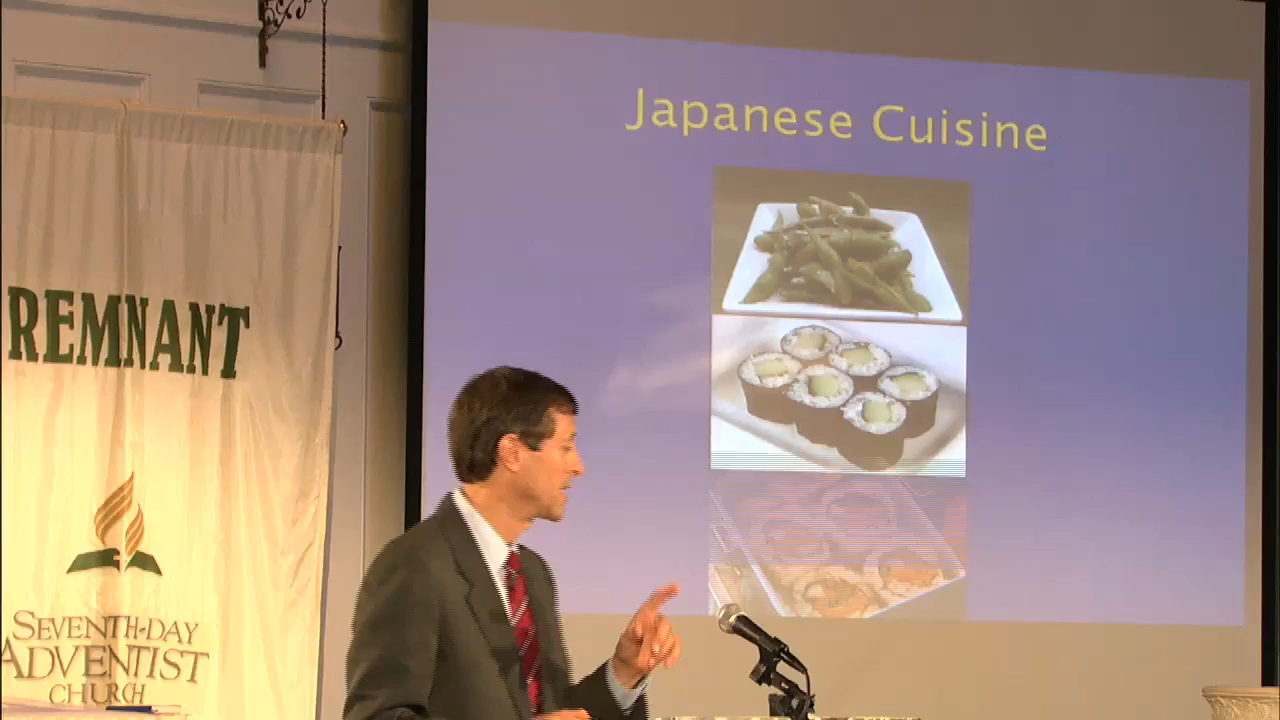 Japanese Cuisine
REMNANT
SEVENTH-DAY
ADVENTIST
CHURCH